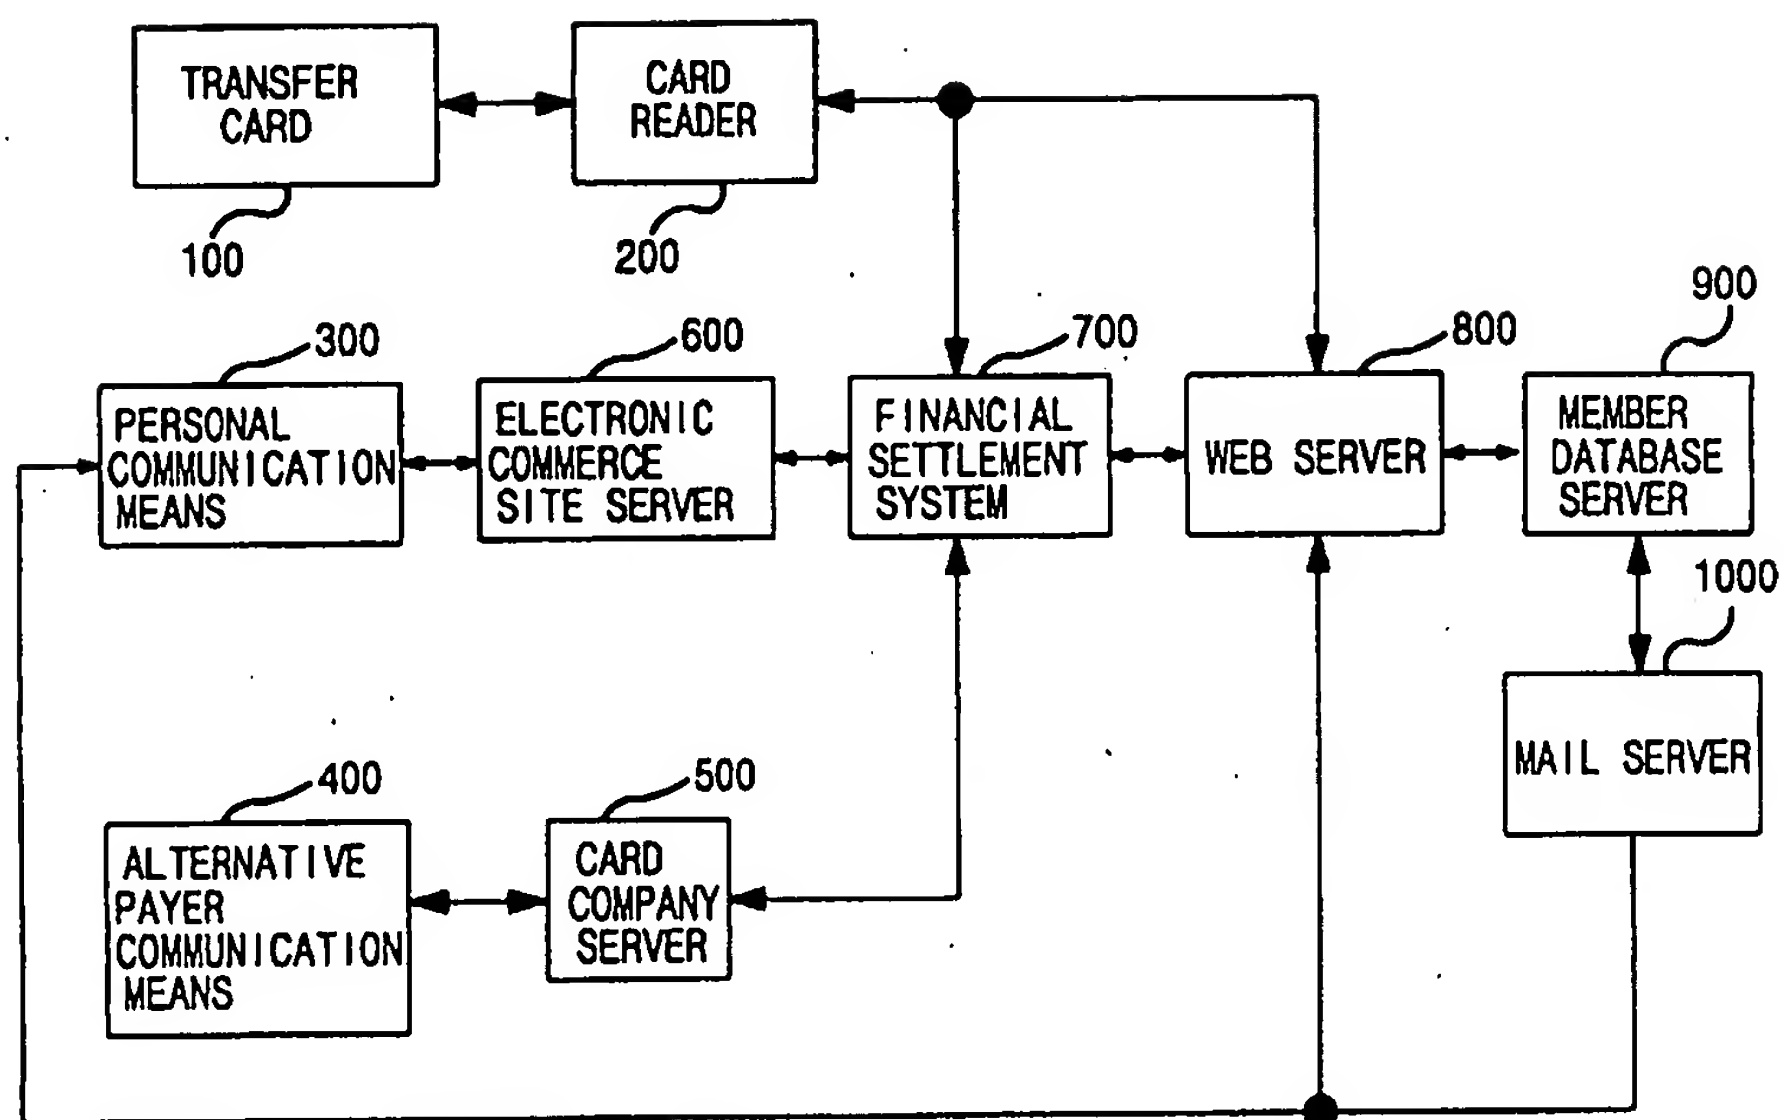 TRANSFER
CARD
100
CARD
READER
200
300
PERSONAL
COMMUNICATION
MEANS
600
ELECTRONIC
COMMERCE
SITE SERVER
700
FINANCIAL
SETTLEMENT
SYSTEM
800
WEB SERVER
900
MEMBER
DATABASE
SERVER
1000
MAIL SERVER
400
ALTERNATIVE
PAYER
COMMUNICATION
MEANS
500
CARD
COMPANY
SERVER